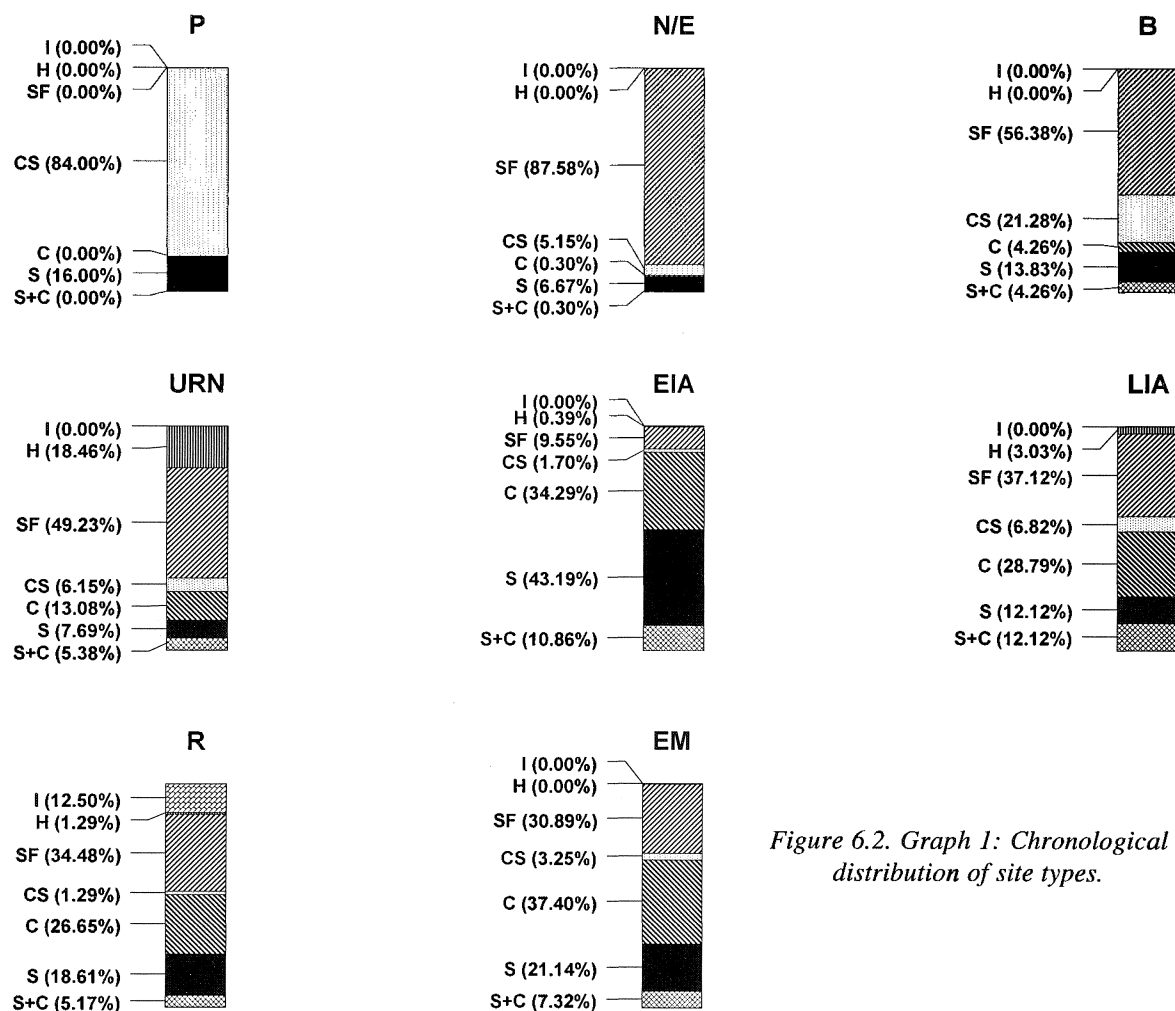 P
I (0.00%)
H (0.00%)
SF (0.00%)
CS (84.00%)
C (0.00%)
S (16.00%)
S+C (0.00%)
N/E
I (0.00%)
H (0.00%)
SF (87.58%)
CS (5.15%)
C (0.30%)
S (6.67%)
S+C (0.30%)
B
I (0.00%)
H (0.00%)
SF (56.38%)
CS (21.28%)
C (4.26%)
S (13.83%)
S+C (4.26%)
URN
I (0.00%)
H (18.46%)
SF (49.23%)
CS (6.15%)
C (13.08%)
S (7.69%)
S+C (5.38%)
EIA
I (0.00%)
H (0.39%)
SF (9.55%)
CS (1.70%)
C (34.29%)
S (43.19%)
S+C (10.86%)
LIA
I (0.00%)
H (3.03%)
SF (37.12%)
CS (6.82%)
C (28.79%)
S (12.12%)
S+C (12.12%)
R
I (12.50%)
H (1.29%)
SF (34.48%)
CS (1.29%)
C (26.65%)
S (18.61%)
S+C (5.17%)
EM
I (0.00%)
H (0.00%)
SF (30.89%)
CS (3.25%)
C (37.40%)
S (21.14%)
S+C (7.32%)
Figure 6.2. Graph 1: Chronological
distribution of site types.